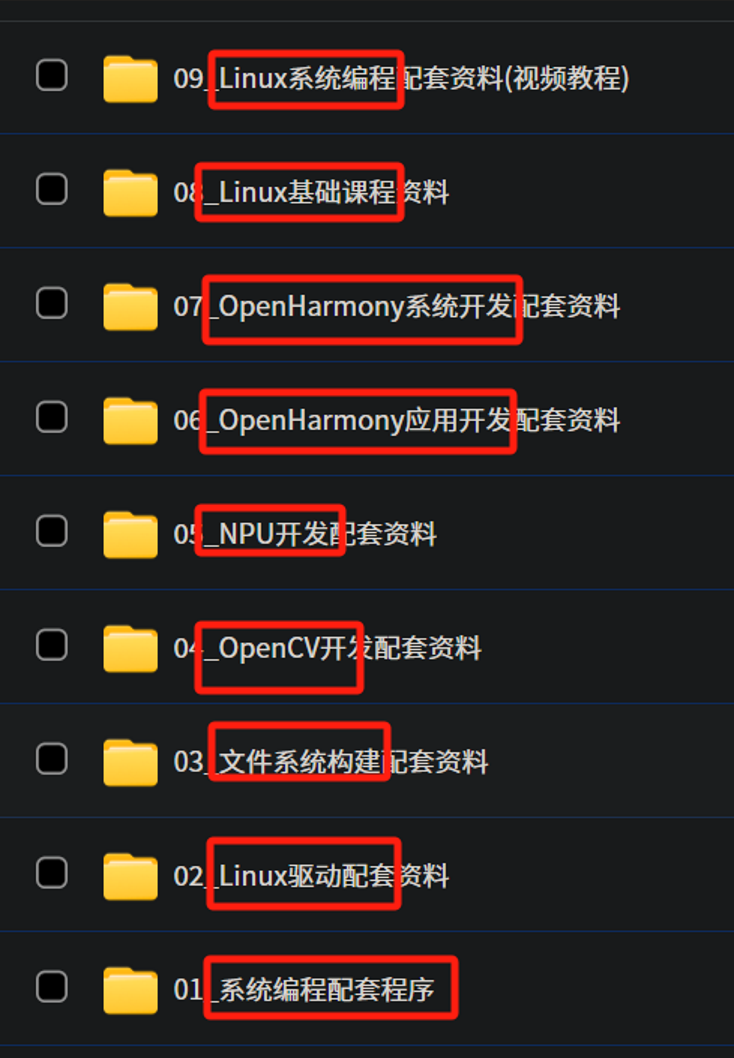 09_Linux系统编程配套资料(视频教程)
08_Linux基础课程资料
07_OpenHarmony系统开发配套资料
06_OpenHarmony应用开发配套资料
05_NPU开发配套资料
04_OpenCV开发配套资料
03_文件系统构建配套资料
02_Linux驱动配套资料
01_系统编程配套程序